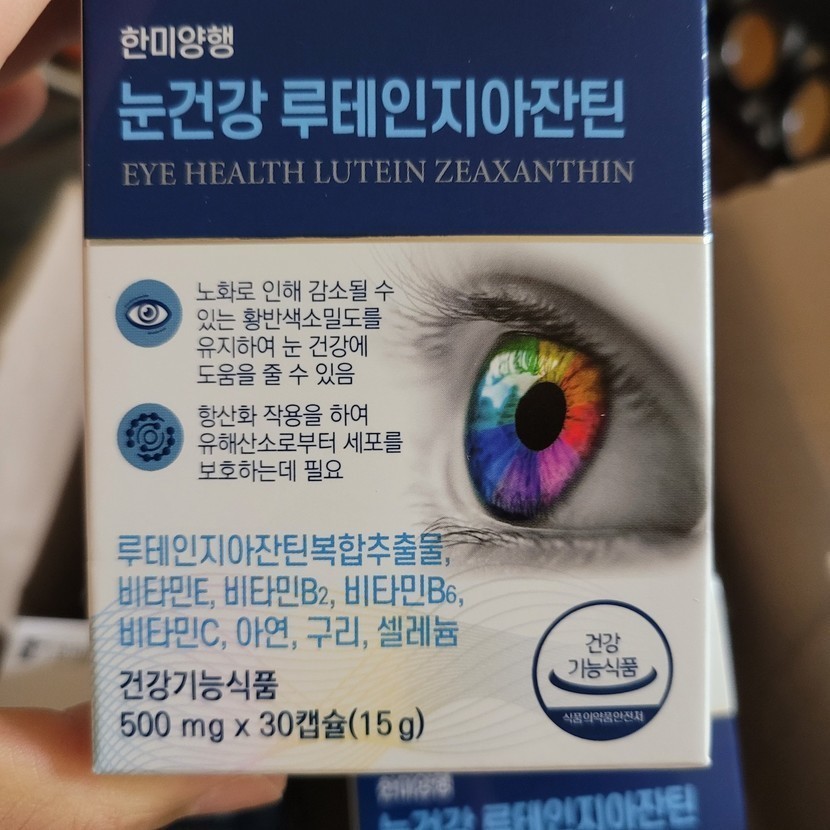 한미양행
눈건강 루테인지아잔틴
EYE HEALTH LUTEIN ZEAXANTHIN
노화로 인해 감소될 수
있는 황반색소밀도를
유지하여 눈 건강에
도움을 줄 수 있음
항산화 작용을 하여
유해산소로부터 세포를
보호하는데 필요
루테인지아잔틴복합추출물,
비타민E, 비타민B2, 비타민B6,
비타민C, 아연, 구리, 셀레늄
건강기능식품
500 mg x 30캡슐(15 g)
건강
기능식품
식품의약품안전처
한미양행
눈건강 루테인지아잔틴